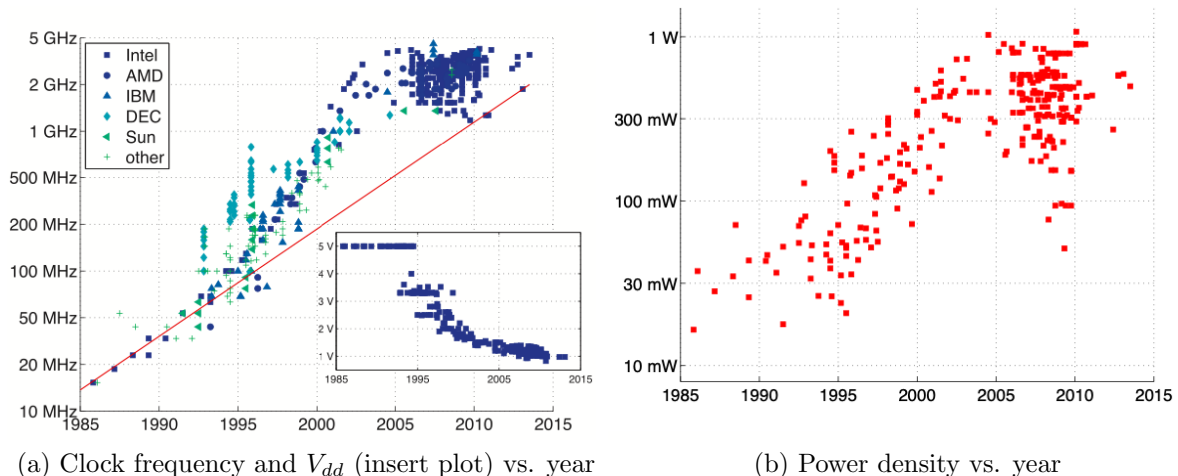 5 GHz
2 GHz
1 GHz
500 MHz
200 MHz
100 MHz
50 MHz
20 MHz
10 MHz
Intel
AMD
IBM
DEC
Sun
other
5 V
4 V
3 V
2 V
1 V
1985 1995 2005 2015
1985 1990 1995 2000 2005 2010 2015
(a) Clock frequency and Vdd (insert plot) vs. year
1 W
300 mW
100 mW
30 mW
10 mW
1985 1990 1995 2000 2005 2010 2015
(b) Power density vs. year